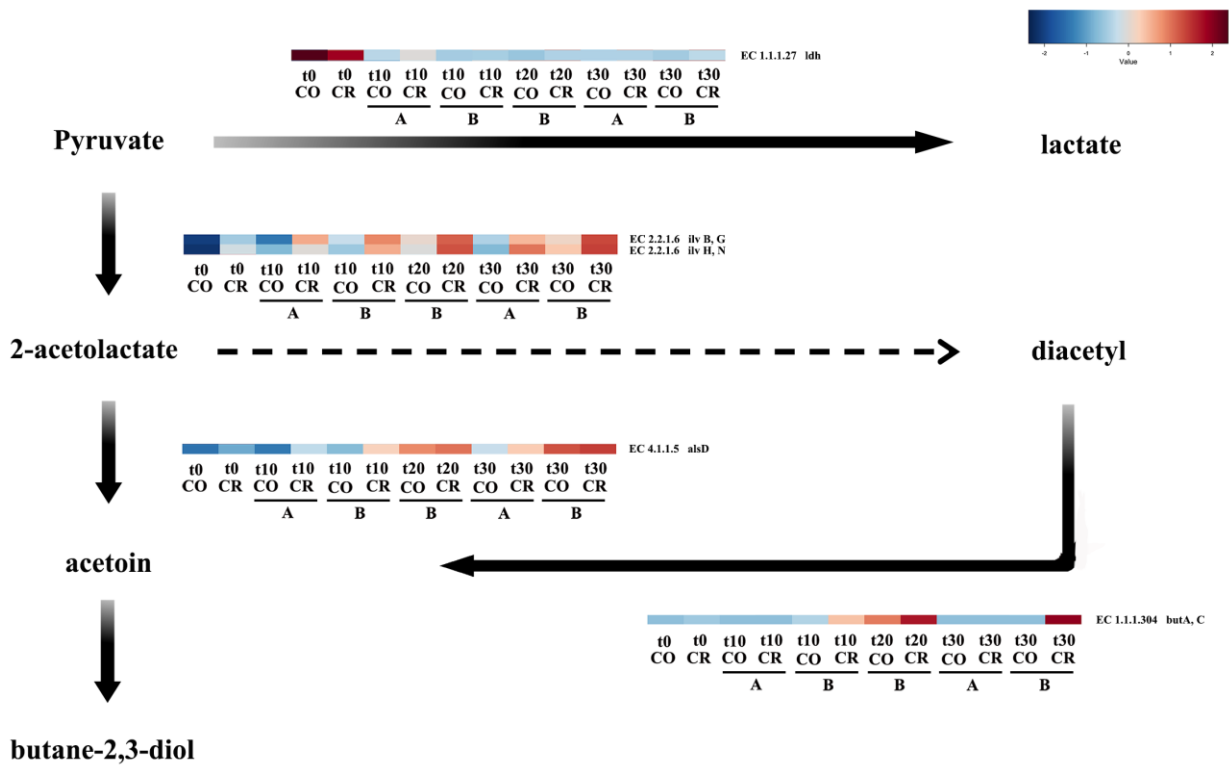 -2 -1 0 1 2
Value
EC 1.1.1.27 ldh
t0 t0 t10 t10 t10 t10 t20 t20 t30 t30 t30 t30
CO CR CO CR CO CR CO CR CO CR CO CR
A B B A B
Pyruvate lactate
EC 2.2.1.6 ilv B, G
EC 2.2.1.6 ilv H, N
t0 t0 t10 t10 t10 t10 t20 t20 t30 t30 t30 t30
CO CR CO CR CO CR CO CR CO CR CO CR
A B B A B
2-acetolactate diacetyl
EC 4.1.1.5 alsD
t0 t0 t10 t10 t10 t10 t20 t20 t30 t30 t30 t30
CO CR CO CR CO CR CO CR CO CR CO CR
A B B A B
acetoin
EC 1.1.1.304 butA, C
t0 t0 t10 t10 t10 t10 t20 t20 t30 t30 t30 t30
CO CR CO CR CO CR CO CR CO CR CO CR
A B B A B
butane-2,3-diol